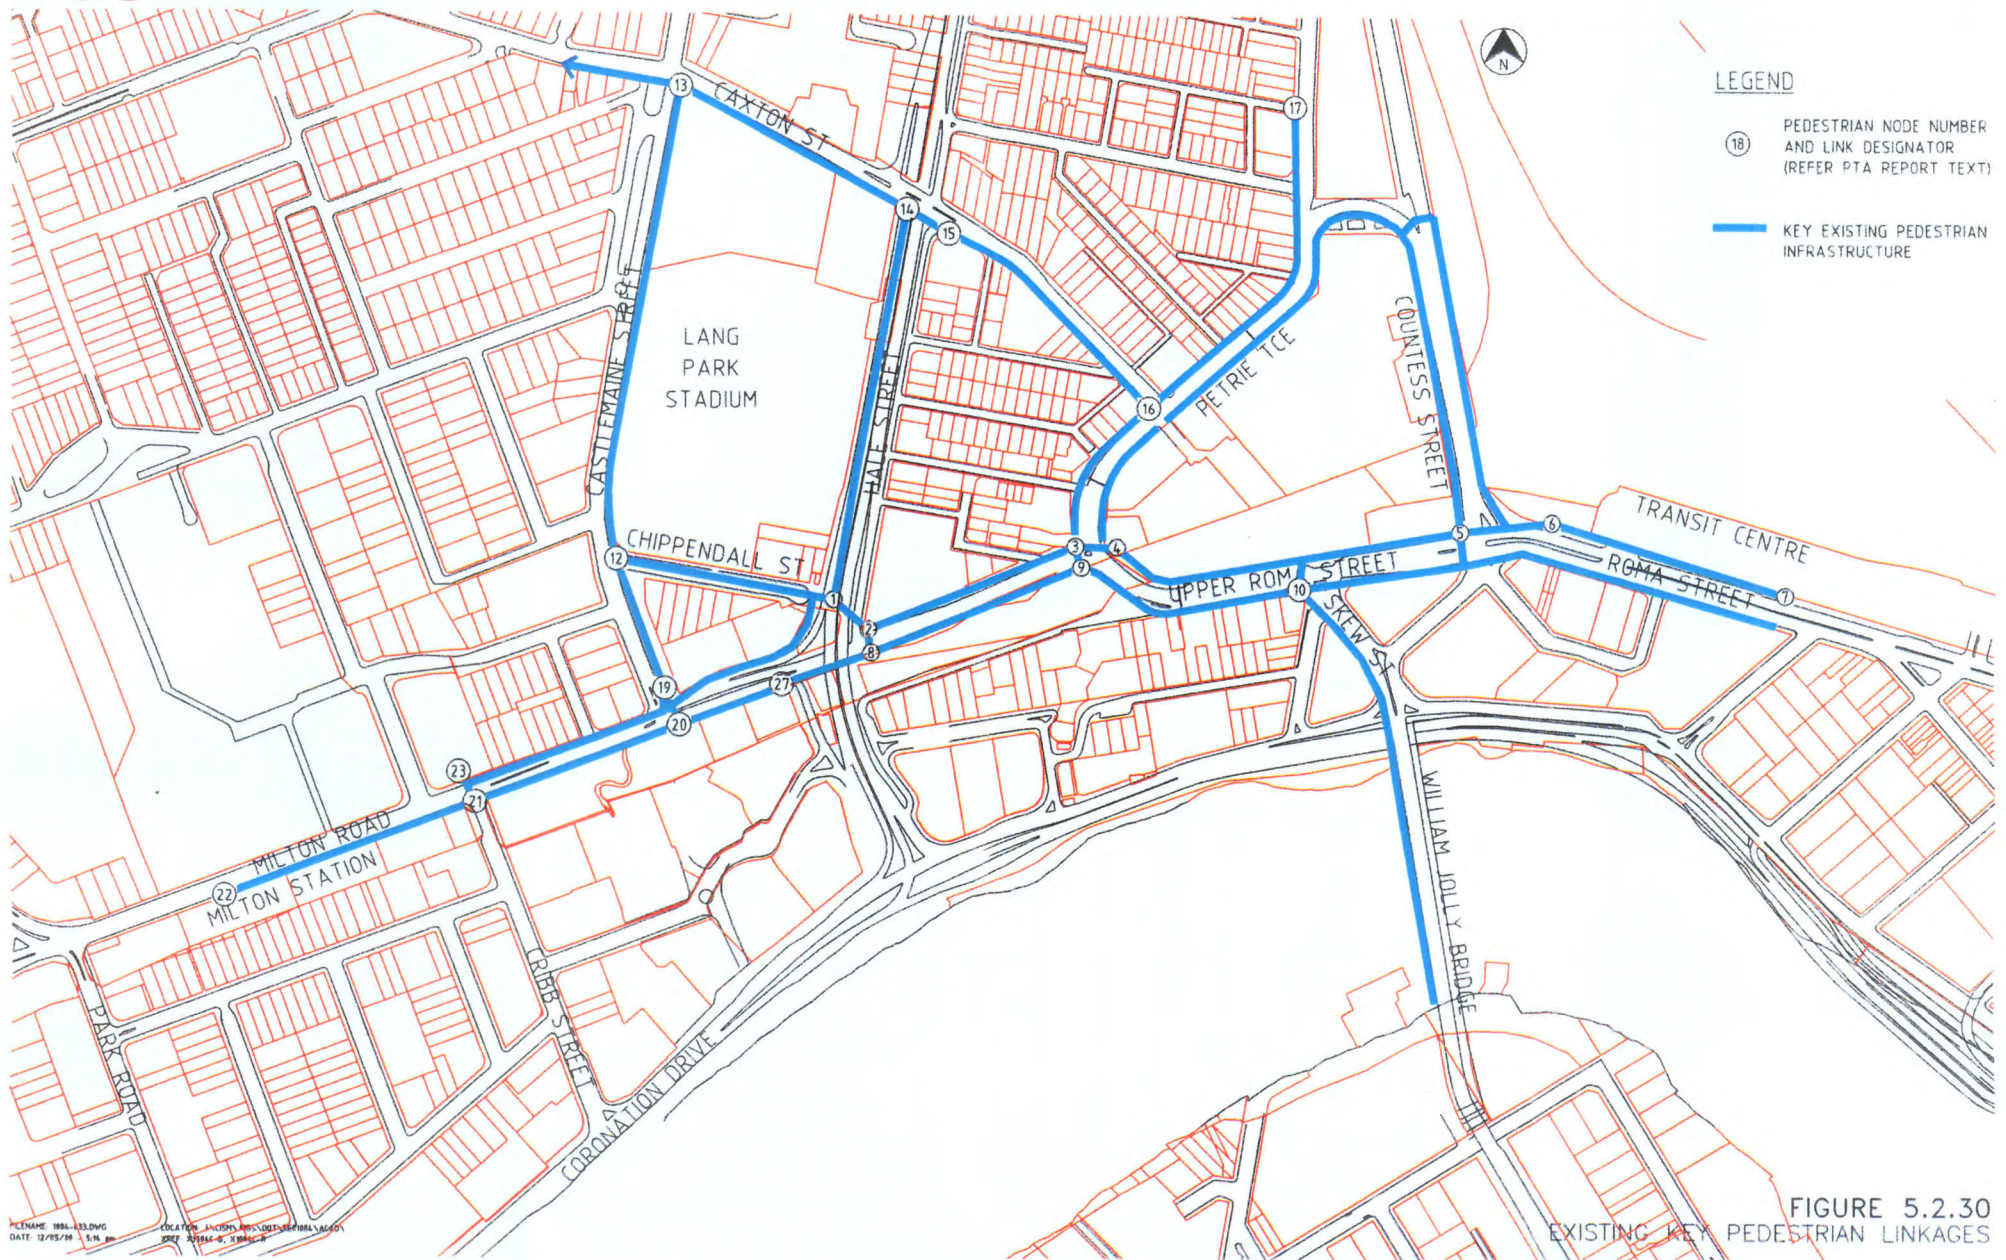 13
CAXTON ST
17
N
LEGEND
18
PEDESTRIAN NODE NUMBER
AND LINK DESIGNATOR
(REFER PTA REPORT TEXT)
KEY EXISTING PEDESTRIAN
INFRASTRUCTURE
14
15
LANG
PARK
STADIUM
CASTLEMAINE STREET
HALE STREET
16
PETRIE TCE
COUNTESS STREET
TRANSIT CENTRE
5
6
3
4
9
12
CHIPPENDALL ST
1
2
8
UPPER ROM STREET
10
SKEW ST
ROMA STREET
7
19
27
20
23
21
MILTON ROAD
MILTON STATION
22
WILLIAM JOLLY BRIDGE
CRIBB STREET
PARK ROAD
CORONATION DRIVE
FIGURE 5.2.30
EXISTING KEY PEDESTRIAN LINKAGES